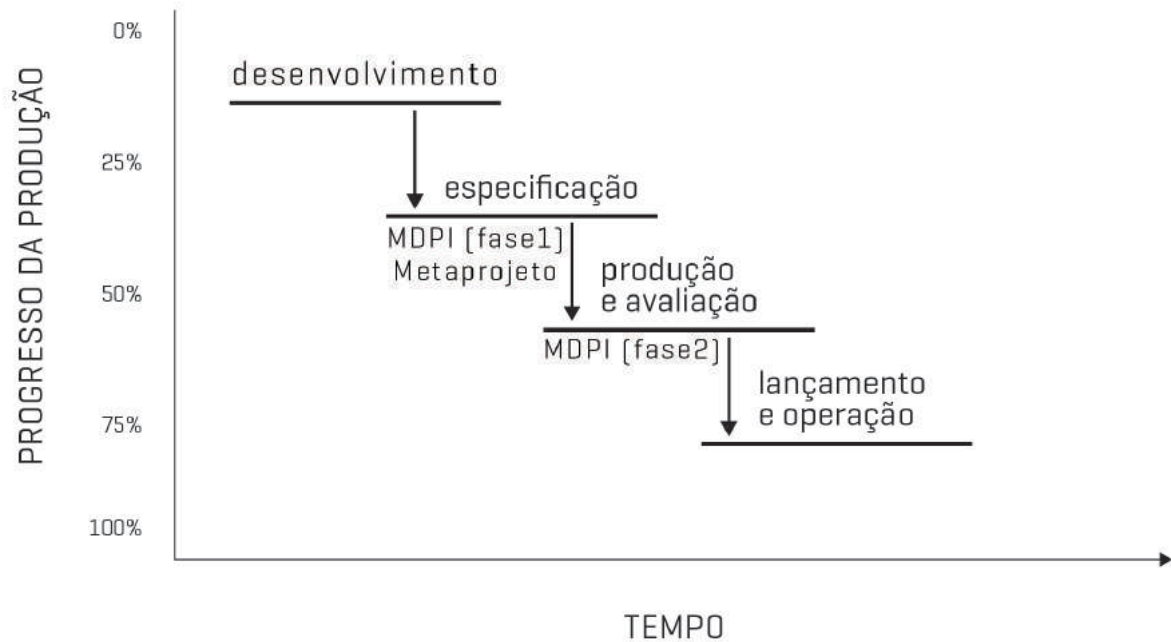 PROGRESSO DA PRODUÇÃO
0%
desenvolvimento
25%
especificação
MDPI (fase1)
Metaprojeto
50%
produção
e avaliação
MDPI (fase2)
lançamento
e operação
75%
100%
TEMPO